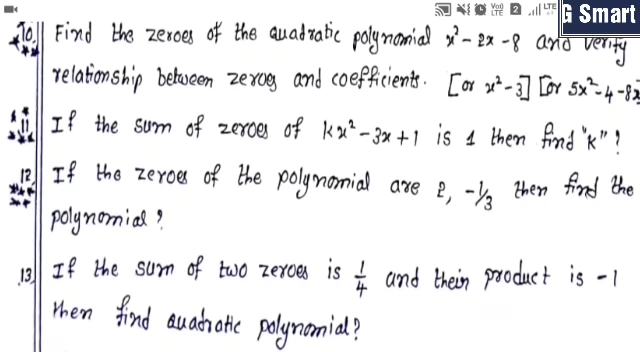 G Smart
10. Find the zeroes of the quadratic polynomial x² - 2x - 8 and verify
relationship between zeroes and coefficients. [or x² - 3] [or 5x² - 4 - 8x]
11. If the sum of zeroes of kx² - 3x + 1 is 1 then find "K" ?
12. If the zeroes of the polynomial are 2, -1/3 then find the
polynomial ?
13. If the sum of two zeroes is 1/4 and their product is -1
then find quadratic polynomial?